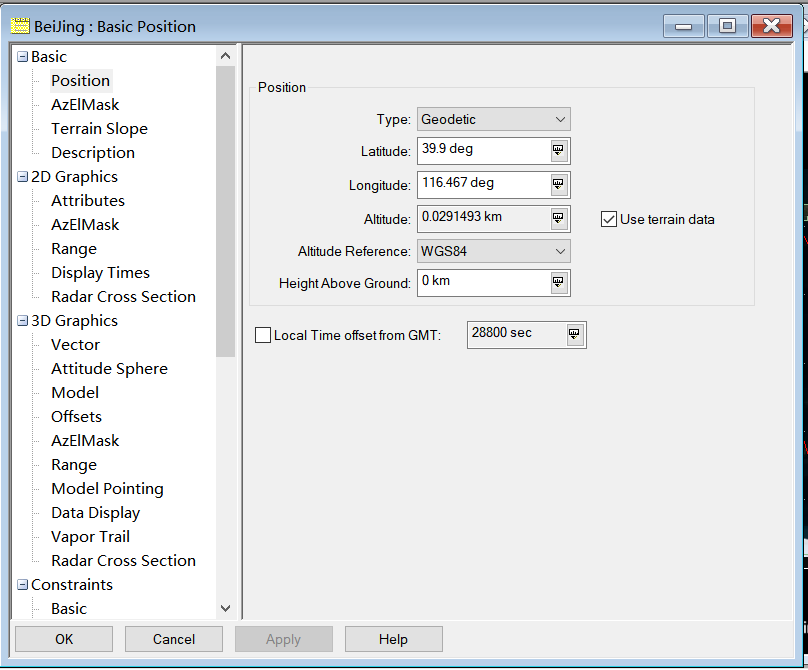 BeiJing : Basic Position
Basic
Position
AzElMask
Terrain Slope
Description
2D Graphics
Attributes
AzElMask
Range
Display Times
Radar Cross Section
3D Graphics
Vector
Attitude Sphere
Model
Offsets
AzElMask
Range
Model Pointing
Data Display
Vapor Trail
Radar Cross Section
Constraints
Basic
Position
Type: Geodetic
Latitude: 39.9 deg
Longitude: 116.467 deg
Altitude: 0.0291493 km Use terrain data
Altitude Reference: WGS84
Height Above Ground: 0 km
Local Time offset from GMT: 28800 sec
OK Cancel Apply Help